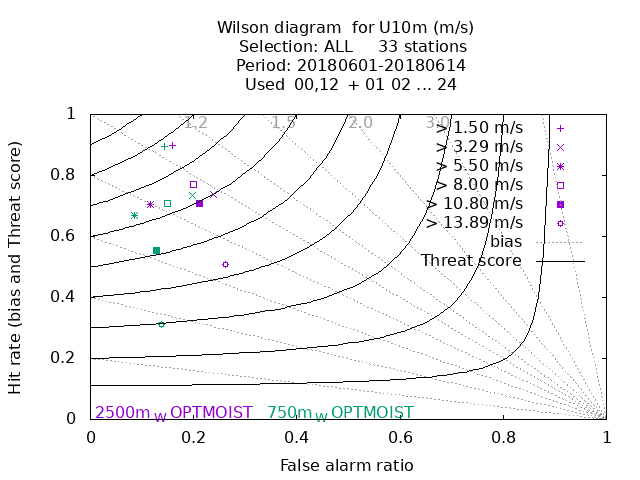 Wilson diagram for U10m (m/s)
Selection: ALL 33 stations
Period: 20180601-20180614
Used 00,12 + 01 02 ... 24
Hit rate (bias and Threat score)
1
0.8
0.6
0.4
0.2
0
1.2 1.5 2.0 3.0
> 1.50 m/s
> 3.29 m/s
> 5.50 m/s
> 8.00 m/s
> 10.80 m/s
> 13.89 m/s
bias
Threat score
2500m_W OPTMOIST 750m_W OPTMOIST
0 0.2 0.4 0.6 0.8 1
False alarm ratio